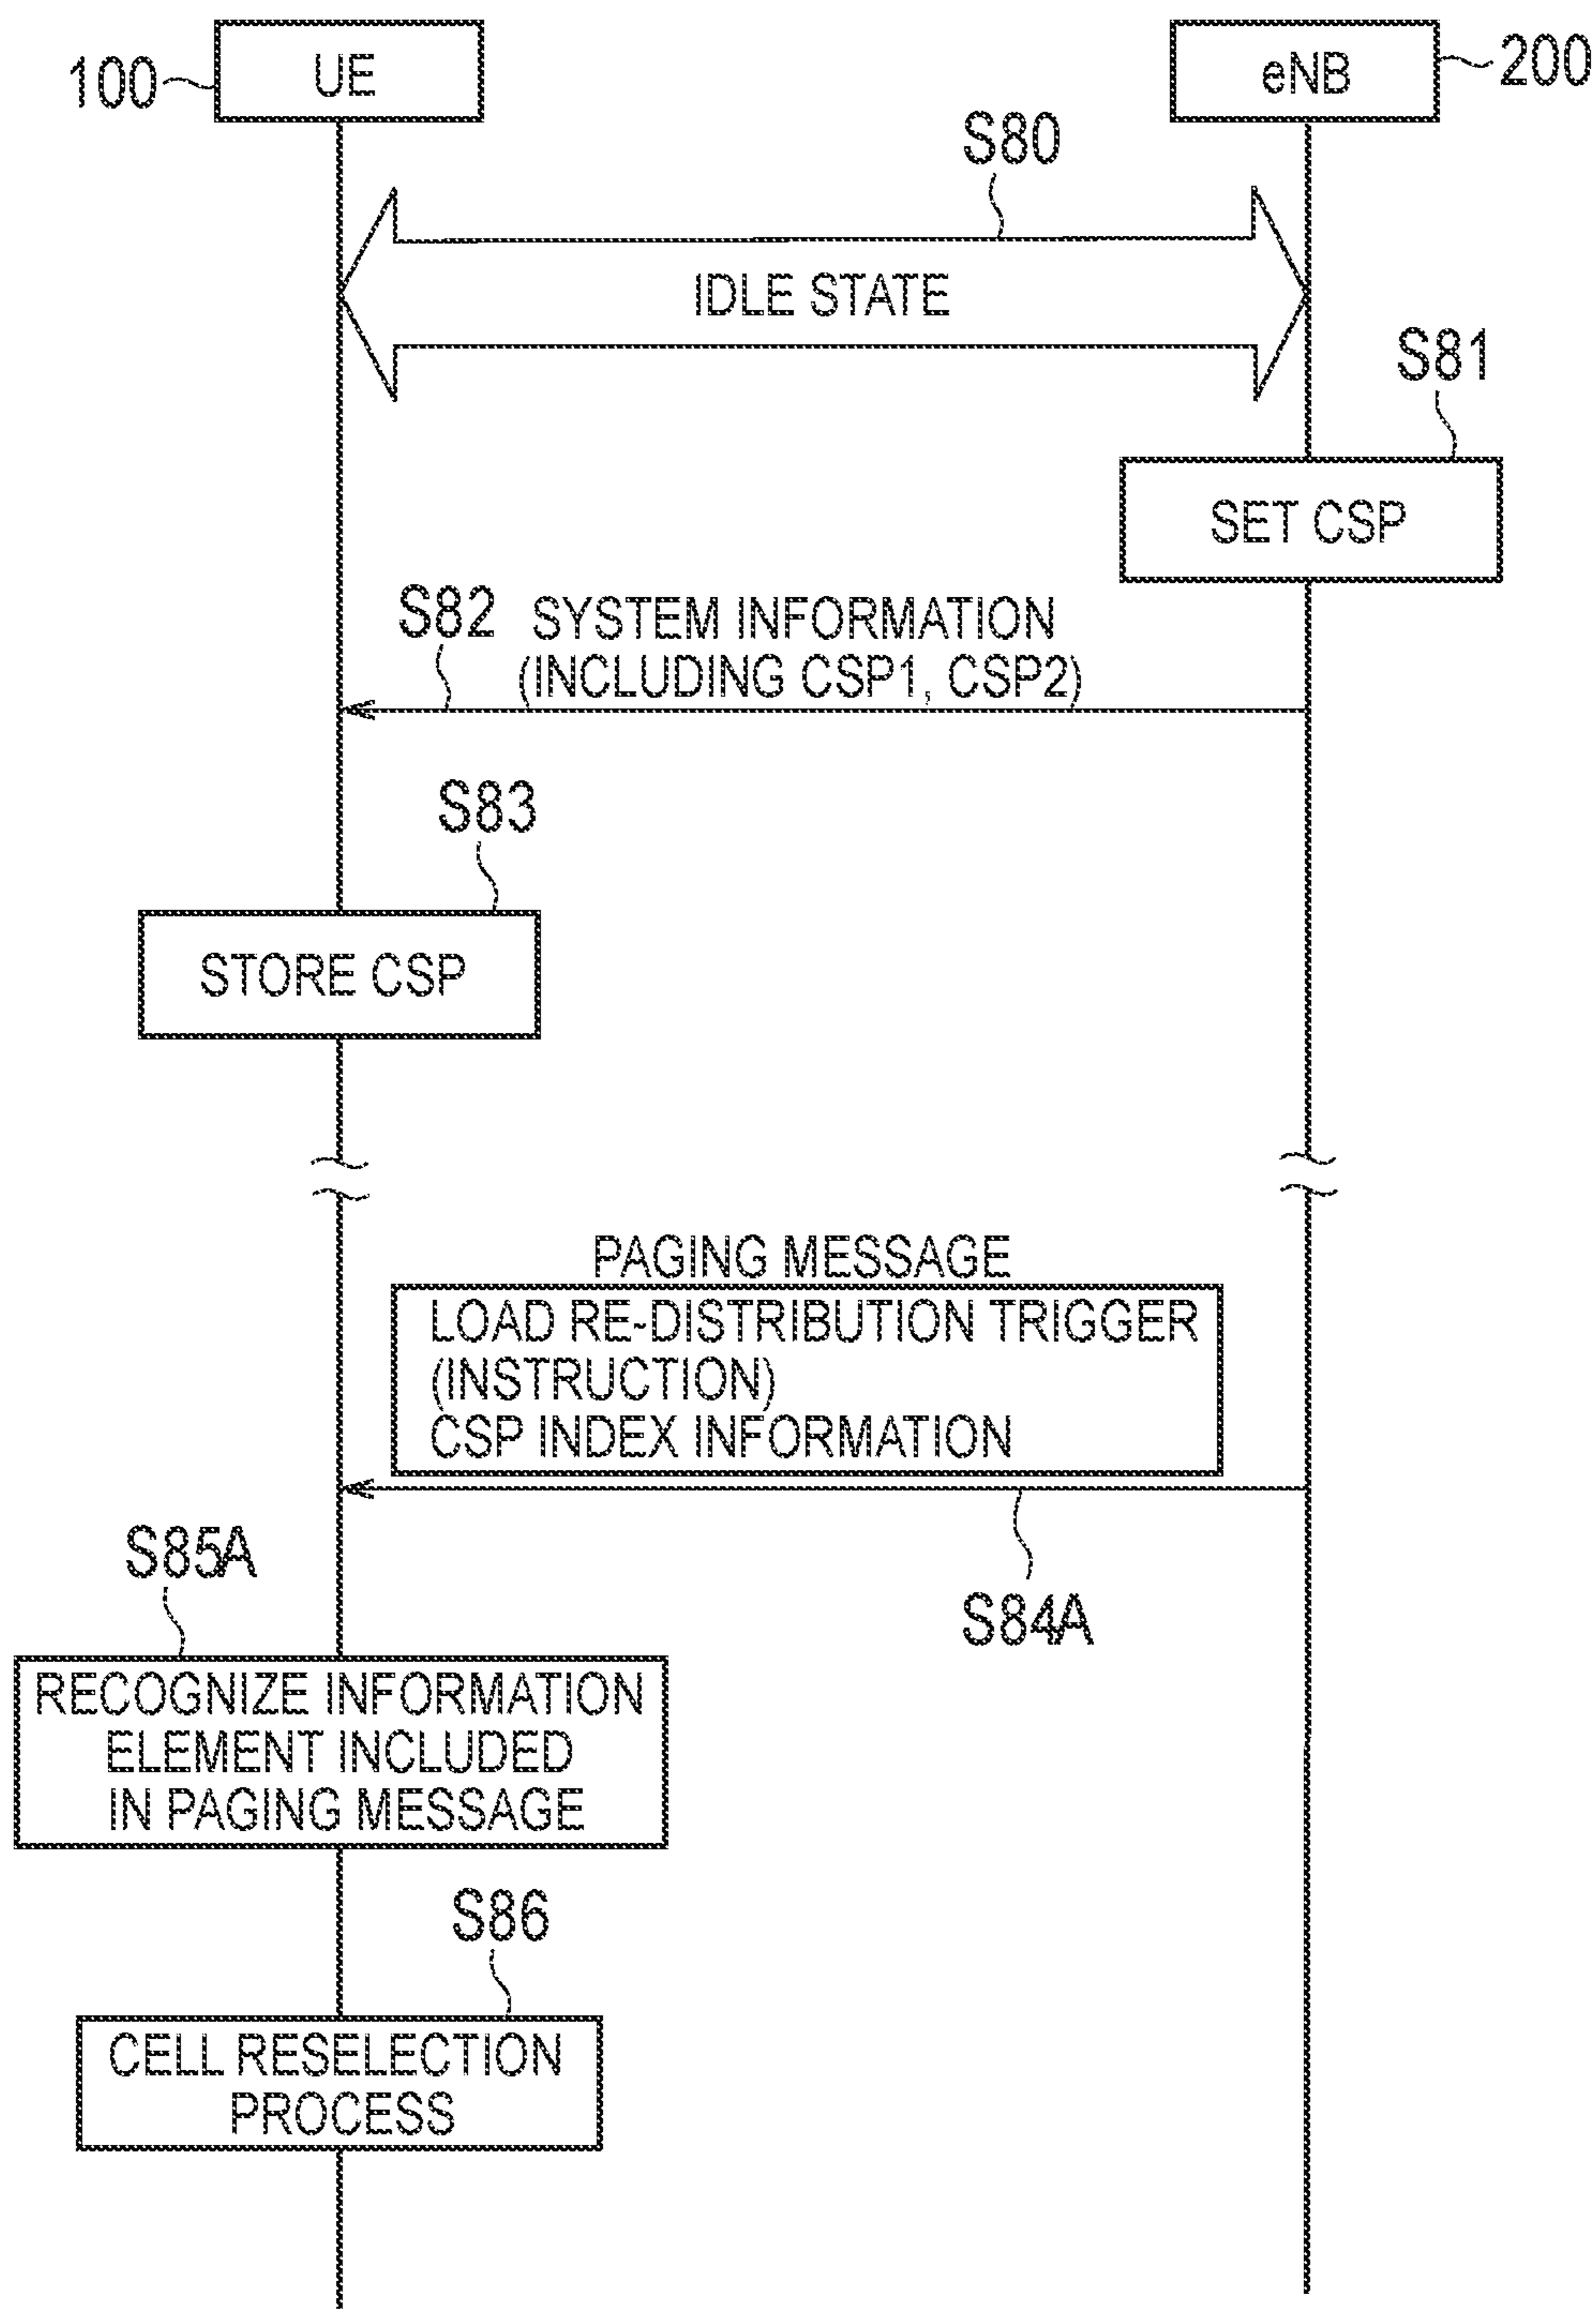 100
UE
eNB
200
S80
IDLE STATE
S81
SET CSP
S82
SYSTEM INFORMATION
(INCLUDING CSP1, CSP2)
S83
STORE CSP
PAGING MESSAGE
LOAD RE-DISTRIBUTION TRIGGER
(INSTRUCTION)
CSP INDEX INFORMATION
S84A
S85A
RECOGNIZE INFORMATION
ELEMENT INCLUDED
IN PAGING MESSAGE
S86
CELL RESELECTION
PROCESS